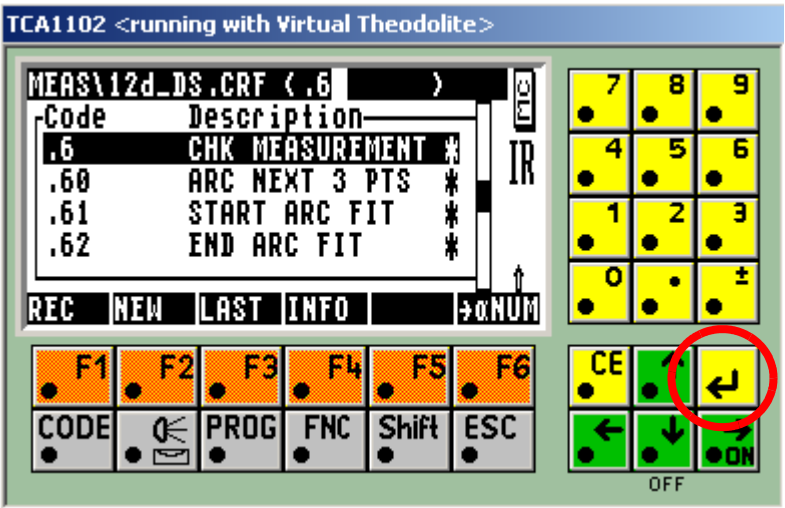 TCA1102 <running with Virtual Theodolite>
MEAS\12d_DS.CRF ( .6 )
MC
Code Description
.6 CHK MEASUREMENT *
.60 ARC NEXT 3 PTS *
.61 START ARC FIT *
.62 END ARC FIT *
IR
REC NEW LAST INFO →αNUM
7 8 9
4 5 6
1 2 3
0 . ±
F1 F2 F3 F4 F5 F6
CE
CODE PROG FNC Shift ESC
ON
OFF